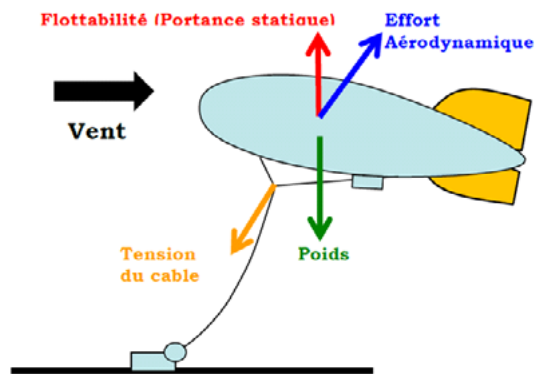 Flottabilité (Portance statique)
Effort
Aérodynamique
Vent
Tension
du cable
Poids